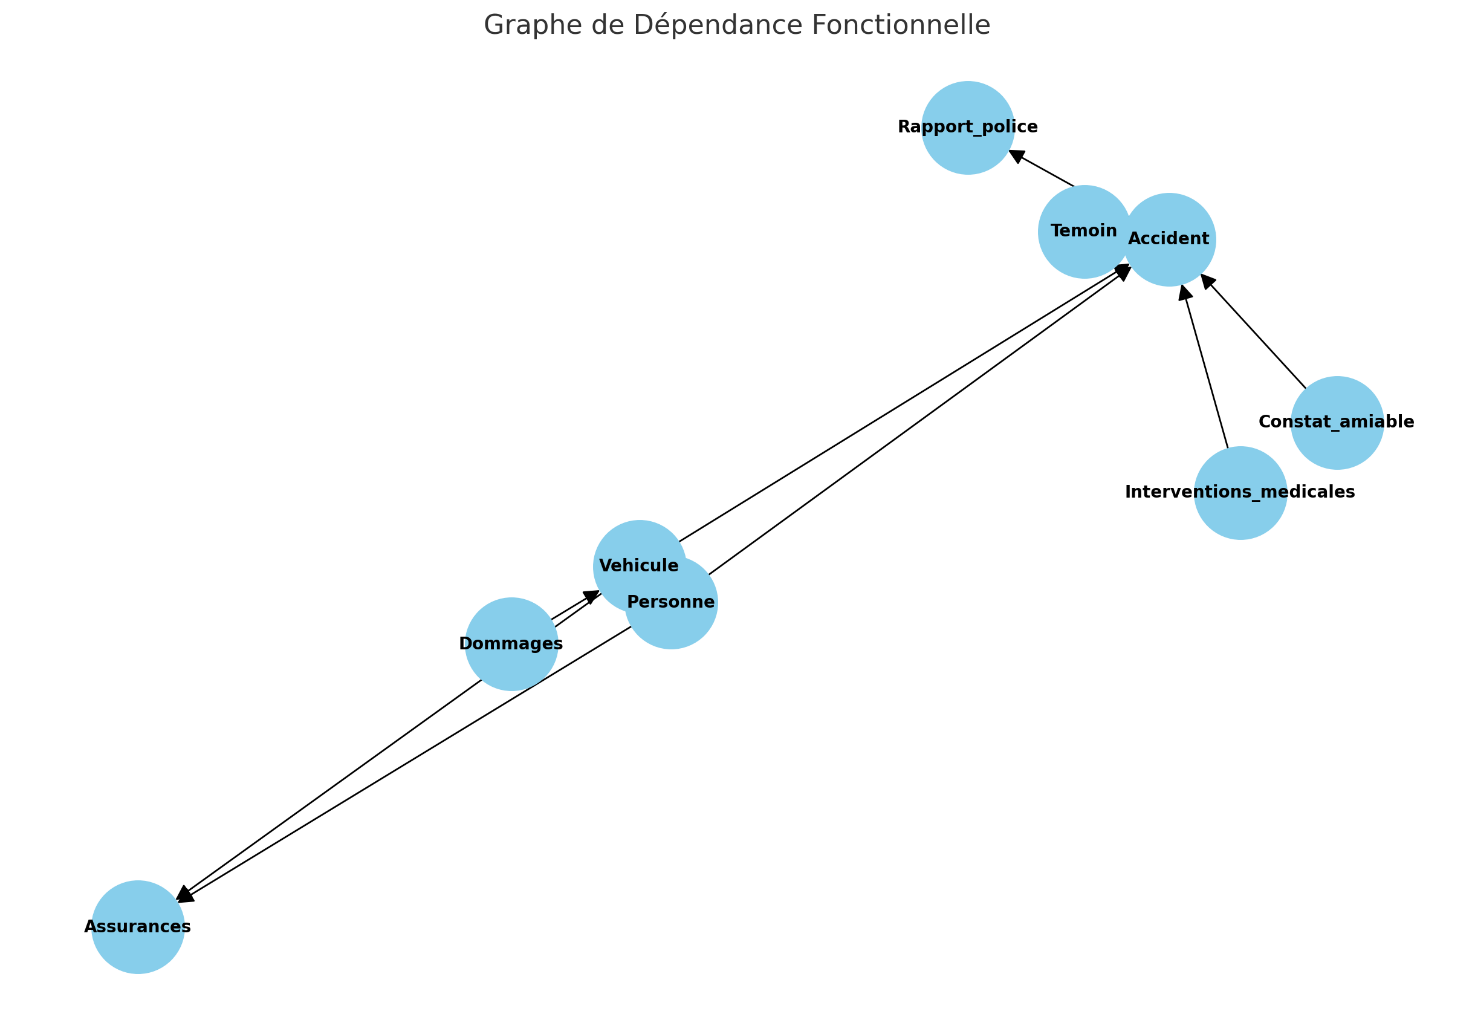 Graphe de Dépendance Fonctionnelle
Rapport_police
Temoin
Accident
Constat_amiable
Interventions_medicales
Vehicule
Personne
Dommages
Assurances